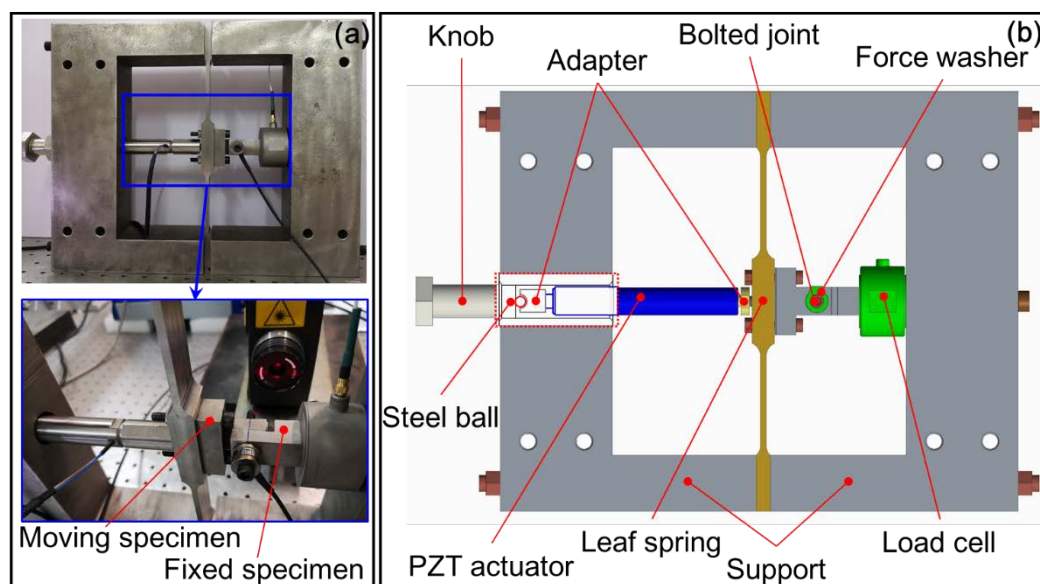 (a)
Moving specimen
Fixed specimen
(b)
Knob
Adapter
Bolted joint
Force washer
Steel ball
PZT actuator
Leaf spring
Support
Load cell